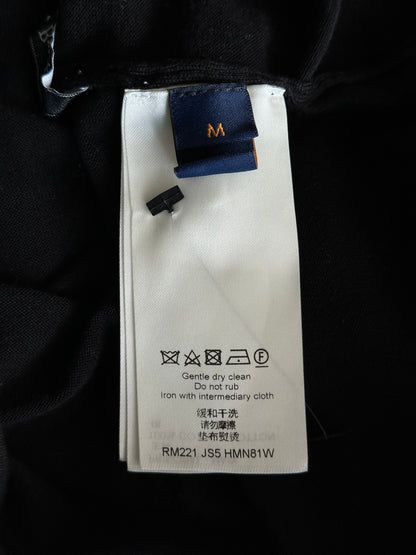 M
F
Gentle dry clean
Do not rub
Iron with intermediary cloth
缓和干洗
请勿摩擦
垫布熨烫
RM221 JS5 HMN81W